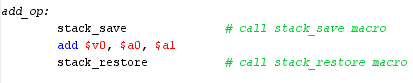 add_op:
stack_save # call stack_save macro
add $v0, $a0, $a1
stack_restore # call stack_restore macro